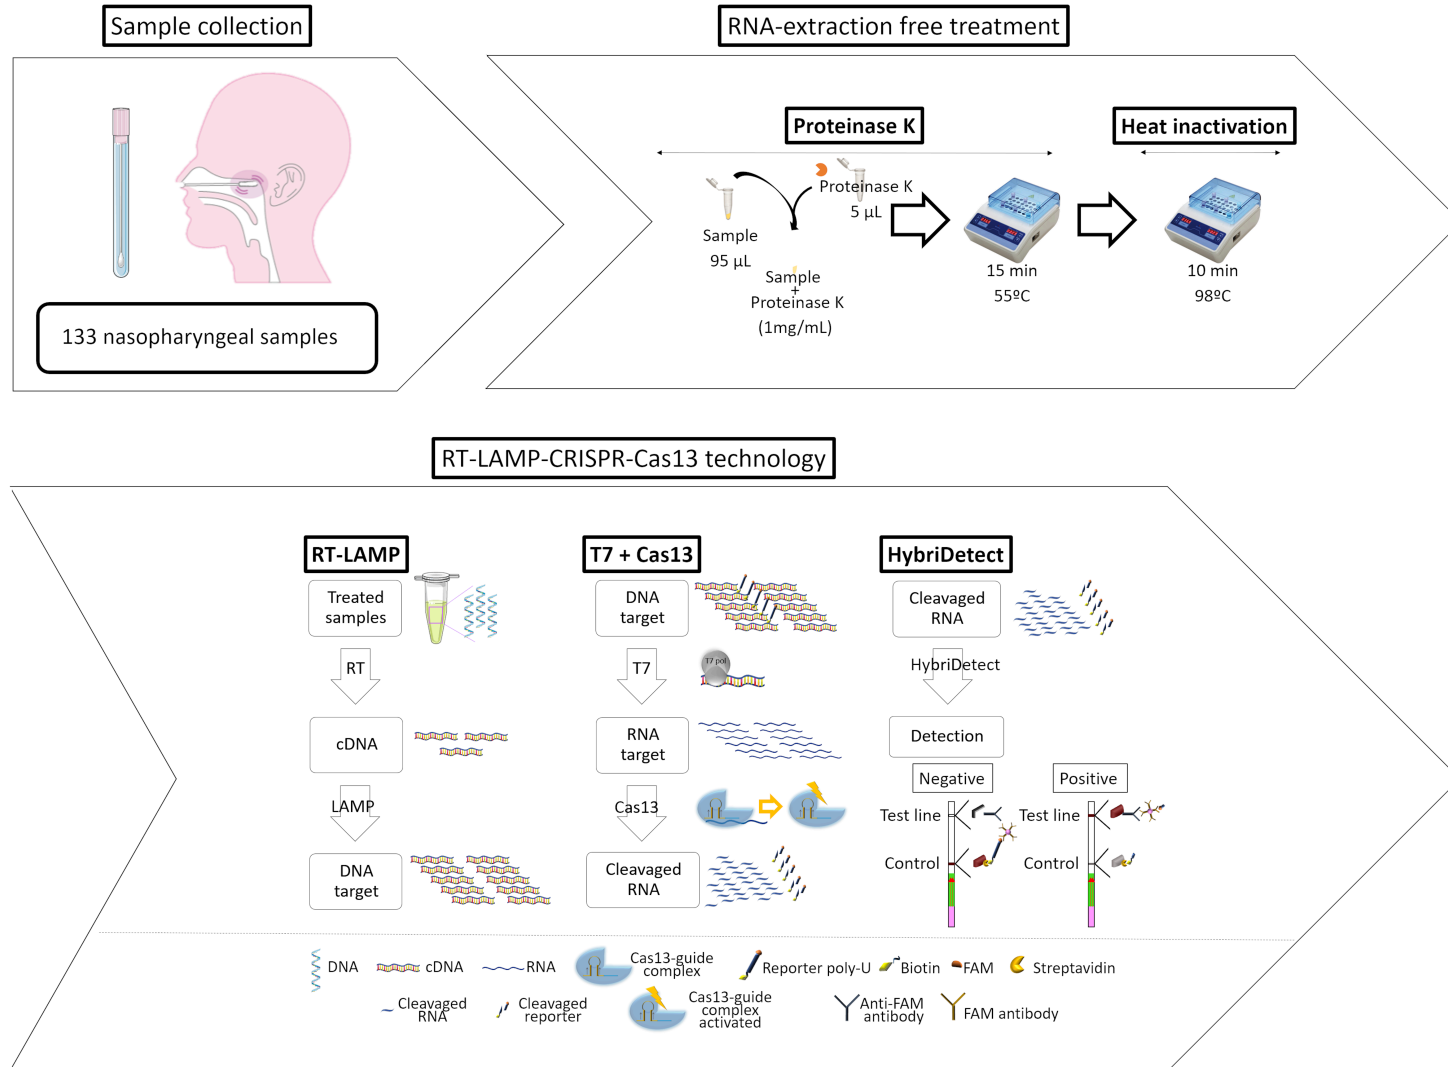 Sample collection
133 nasopharyngeal samples
RNA-extraction free treatment
Proteinase K
Heat inactivation
Sample
95 µL
Proteinase K
5 µL
Sample
+
Proteinase K
(1mg/mL)
15 min
55ºC
10 min
98ºC
RT-LAMP-CRISPR-Cas13 technology
RT-LAMP
Treated
samples
RT
cDNA
LAMP
DNA
target
T7 + Cas13
DNA
target
T7
T7 pol
RNA
target
Cas13
Cleavaged
RNA
HybriDetect
Cleavaged
RNA
HybriDetect
Detection
Negative
Test line
Control
Positive
Test line
Control
DNA
cDNA
RNA
Cas13-guide
complex
Reporter poly-U
Biotin
FAM
Streptavidin
Cleavaged
RNA
Cleavaged
reporter
Cas13-guide
complex
activated
Anti-FAM
antibody
FAM antibody